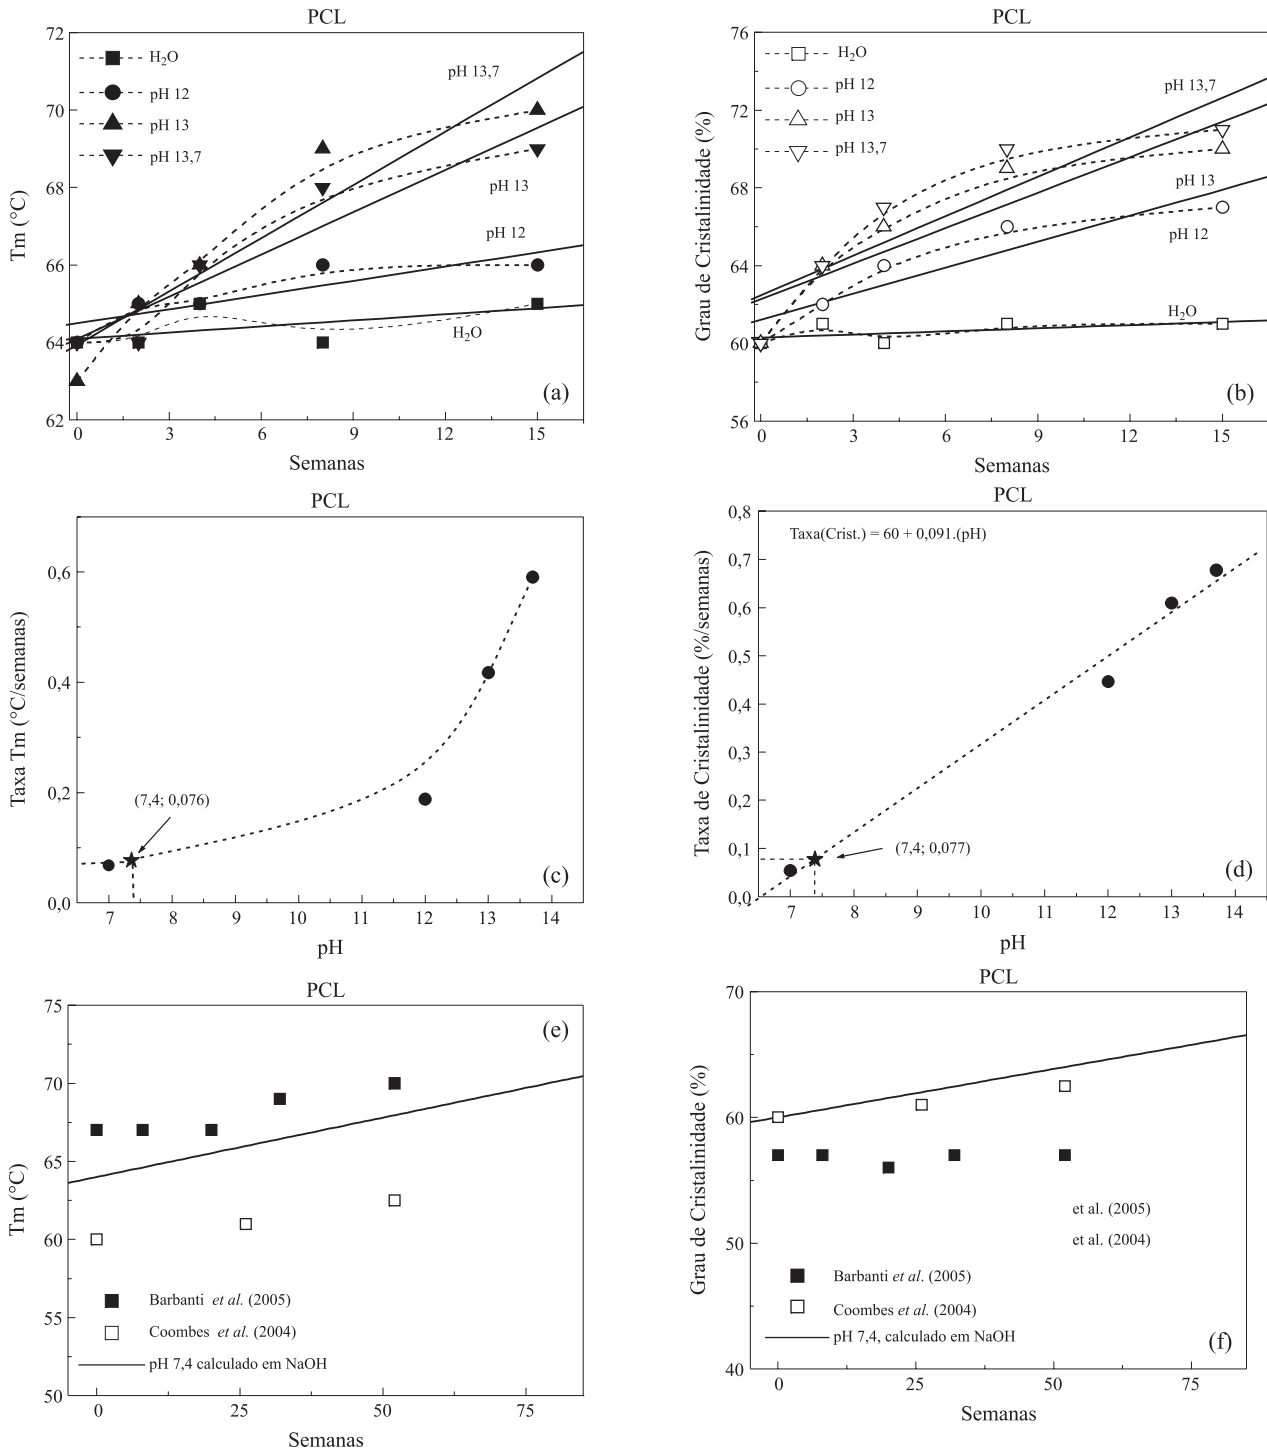 PCL
72
70
68
66
64
62
Tm (°C)
H₂O
pH 12
pH 13
pH 13,7
pH 13,7
pH 13
pH 12
H₂O
(a)
0 3 6 9 12 15
Semanas
PCL
76
72
68
64
60
56
Grau de Cristalinidade (%)
H₂O
pH 12
pH 13
pH 13,7
pH 13,7
pH 13
pH 12
H₂O
(b)
0 3 6 9 12 15
Semanas
PCL
0,6
0,4
0,2
0,0
Taxa Tm (°C/semanas)
(7,4; 0,076)
(c)
7 8 9 10 11 12 13 14
pH
PCL
0,8
0,7
0,6
0,5
0,4
0,3
0,2
0,1
0,0
Taxa de Cristalinidade (%/semanas)
Taxa(Crist.) = 60 + 0,091.(pH)
(7,4; 0,077)
(d)
7 8 9 10 11 12 13 14
pH
PCL
75
70
65
60
55
50
Tm (°C)
(e)
Barbanti et al. (2005)
Coombes et al. (2004)
pH 7,4 calculado em NaOH
0 25 50 75
Semanas
PCL
70
60
50
40
Grau de Cristalinidade (%)
et al. (2005)
et al. (2004)
Barbanti et al. (2005)
Coombes et al. (2004)
pH 7,4, calculado em NaOH
(f)
0 25 50 75
Semanas